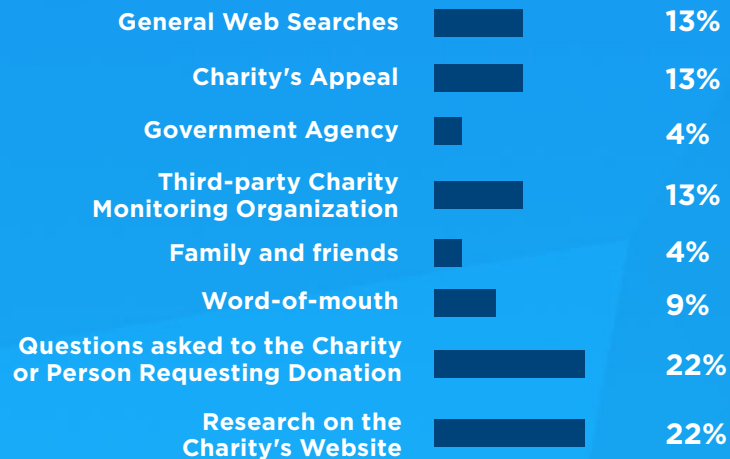 General Web Searches 13%
Charity's Appeal 13%
Government Agency 4%
Third-party Charity
Monitoring Organization 13%
Family and friends 4%
Word-of-mouth 9%
Questions asked to the Charity
or Person Requesting Donation 22%
Research on the
Charity's Website 22%